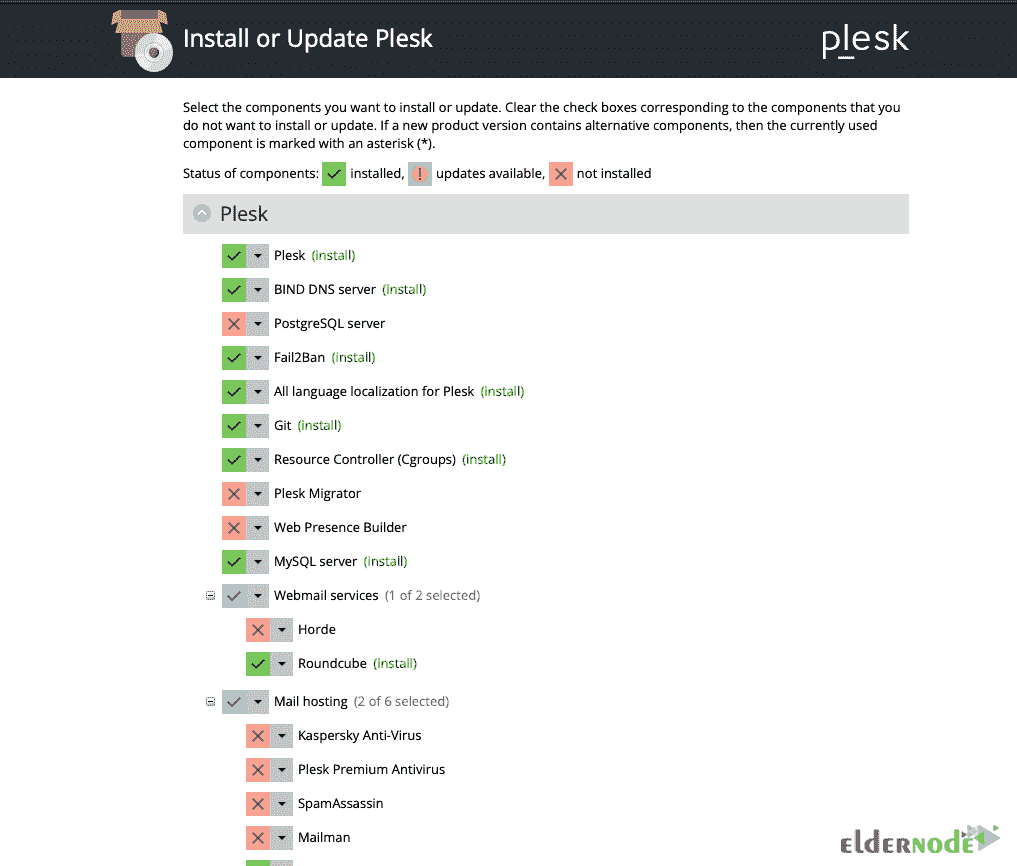 Install or Update Plesk
plesk
Select the components you want to install or update. Clear the check boxes corresponding to the components that you
do not want to install or update. If a new product version contains alternative components, then the currently used
component is marked with an asterisk (*).
Status of components: installed, updates available, not installed
Plesk
Plesk (install)
BIND DNS server (install)
PostgreSQL server
Fail2Ban (install)
All language localization for Plesk (install)
Git (install)
Resource Controller (Cgroups) (install)
Plesk Migrator
Web Presence Builder
MySQL server (install)
Webmail services (1 of 2 selected)
Horde
Roundcube (install)
Mail hosting (2 of 6 selected)
Kaspersky Anti-Virus
Plesk Premium Antivirus
SpamAssassin
Mailman
eldernode